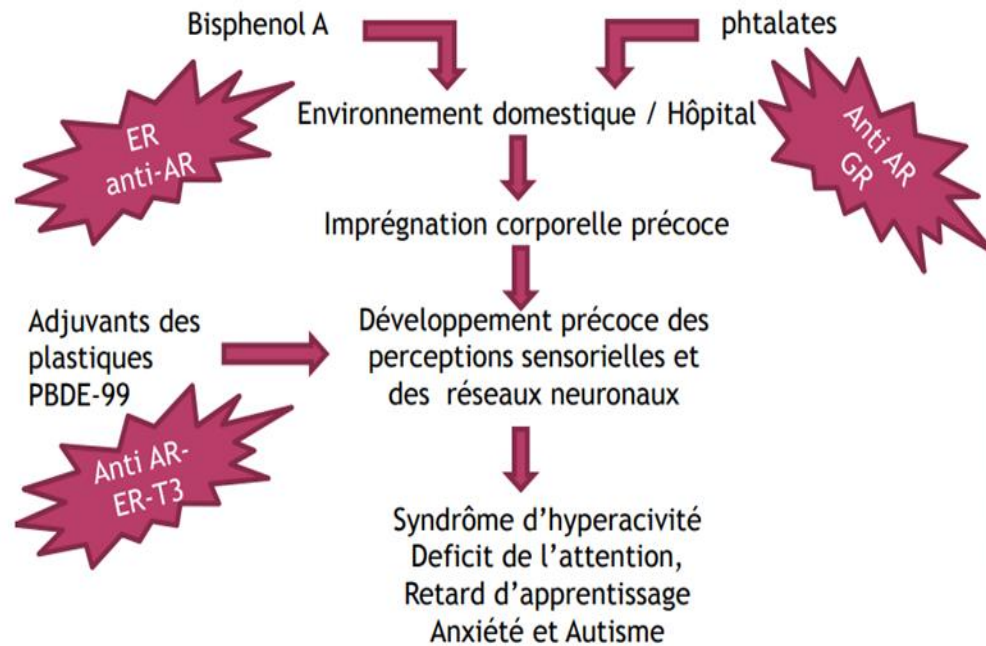 Bisphenol A
phtalates
ER
anti-AR
Environnement domestique / Hôpital
Anti AR
GR
Imprégnation corporelle précoce
Adjuvants des
plastiques
PBDE-99
Développement précoce des
perceptions sensorielles et
des réseaux neuronaux
Anti AR-
ER-T3
Syndrôme d'hyperacivité
Deficit de l'attention,
Retard d'apprentissage
Anxiété et Autisme